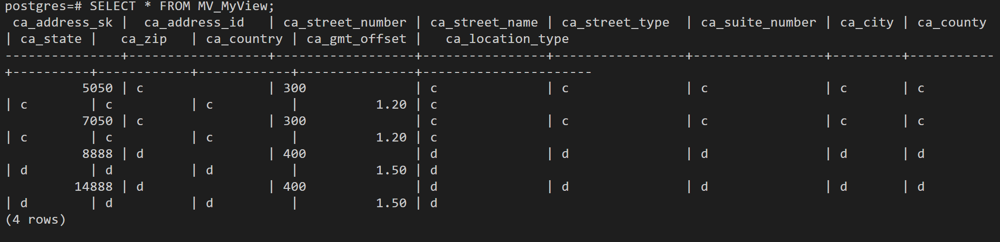 postgres=# SELECT * FROM MV_MyView;
 ca_address_sk |  ca_address_id   | ca_street_number | ca_street_name | ca_street_type  | ca_suite_number | ca_city | ca_county 
| ca_state |   ca_zip   | ca_country | ca_gmt_offset |   ca_location_type   
---------------+------------------+------------------+----------------+-----------------+-----------------+---------+-----------
+----------+------------+------------+---------------+----------------------
          5050 | c                | 300              | c              | c               | c               | c       | c
| c        | c          | c          |          1.20 | c
          7050 | c                | 300              | c              | c               | c               | c       | c
| c        | c          | c          |          1.20 | c
          8888 | d                | 400              | d              | d               | d               | d       | d
| d        | d          | d          |          1.50 | d
         14888 | d                | 400              | d              | d               | d               | d       | d
| d        | d          | d          |          1.50 | d
(4 rows)